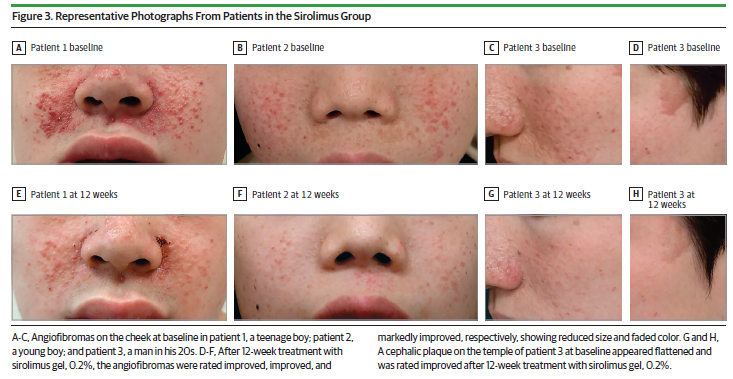 Figure 3. Representative Photographs From Patients in the Sirolimus Group
A Patient 1 baseline
B Patient 2 baseline
C Patient 3 baseline
D Patient 3 baseline
E Patient 1 at 12 weeks
F Patient 2 at 12 weeks
G Patient 3 at 12 weeks
H Patient 3 at
12 weeks
A-C, Angiofibromas on the cheek at baseline in patient 1, a teenage boy; patient 2,
a young boy; and patient 3, a man in his 20s. D-F, After 12-week treatment with
sirolimus gel, 0.2%, the angiofibromas were rated improved, improved, and
markedly improved, respectively, showing reduced size and faded color. G and H,
A cephalic plaque on the temple of patient 3 at baseline appeared flattened and
was rated improved after 12-week treatment with sirolimus gel, 0.2%.